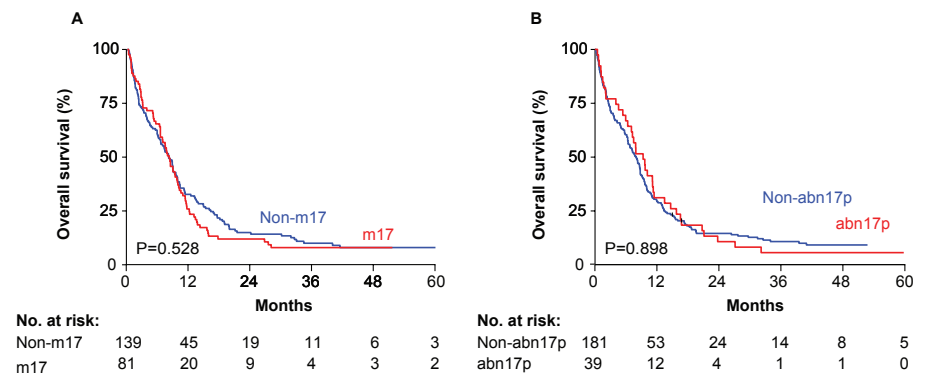 A
Overall survival (%)
100
75
50
25
0
Non-m17
m17
P=0.528
0 12 24 36 48 60
Months
No. at risk:
Non-m17 139 45 19 11 6 3
m17 81 20 9 4 3 2
B
Overall survival (%)
100
75
50
25
0
Non-abn17p
abn17p
P=0.898
0 12 24 36 48 60
Months
No. at risk:
Non-abn17p 181 53 24 14 8 5
abn17p 39 12 4 1 1 0